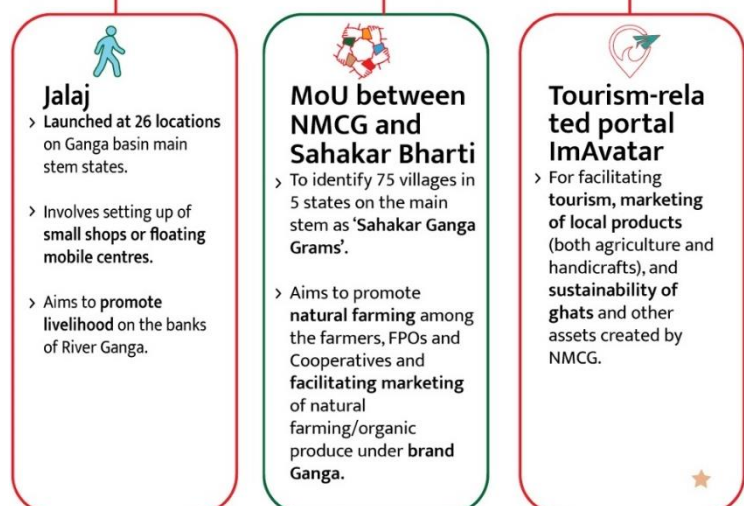 Jalaj
> Launched at 26 locations
on Ganga basin main
stem states.
> Involves setting up of
small shops or floating
mobile centres.
> Aims to promote
livelihood on the banks
of River Ganga.
MoU between
NMCG and
Sahakar Bharti
> To identify 75 villages in
5 states on the main
stem as ‘Sahakar Ganga
Grams’.
> Aims to promote
natural farming among
the farmers, FPOs and
Cooperatives and
facilitating marketing
of natural
farming/organic
produce under brand
Ganga.
Tourism-rela
ted portal
ImAvatar
> For facilitating
tourism, marketing
of local products
(both agriculture and
handicrafts), and
sustainability of
ghats and other
assets created by
NMCG.